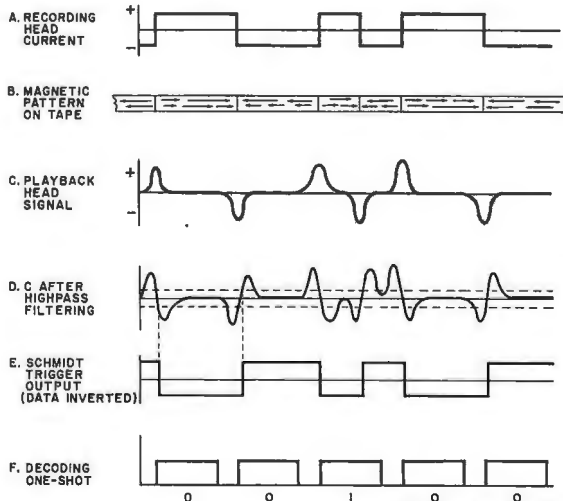 A. RECORDING
HEAD
CURRENT
+
−
B. MAGNETIC
PATTERN
ON TAPE
C. PLAYBACK
HEAD
SIGNAL
+
−
D. C AFTER
HIGHPASS
FILTERING
E. SCHMIDT
TRIGGER
OUTPUT
(DATA INVERTED)
F. DECODING
ONE-SHOT
0 0 1 0 0